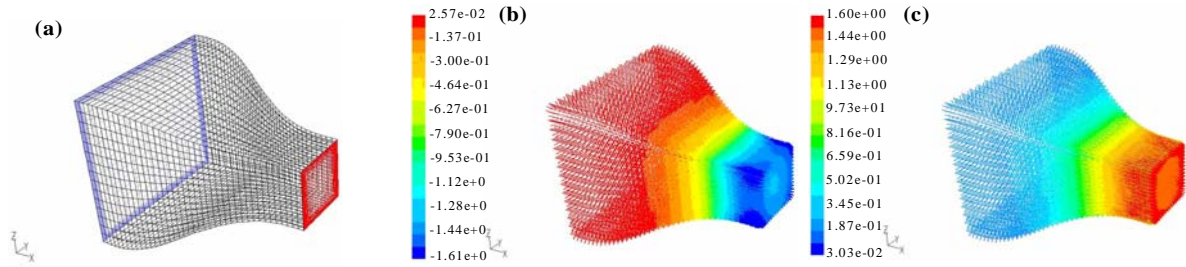 (a)
Z
Y
X
2.57e-02
-1.37-01
-3.00e-01
-4.64e-01
-6.27e-01
-7.90e-01
-9.53e-01
-1.12e+0
-1.28e+0
-1.44e+0
-1.61e+0
(b)
Z
Y
X
1.60e+00
1.44e+00
1.29e+00
1.13e+00
9.73e+01
8.16e-01
6.59e-01
5.02e-01
3.45e-01
1.87e-01
3.03e-02
(c)
Z
Y
X